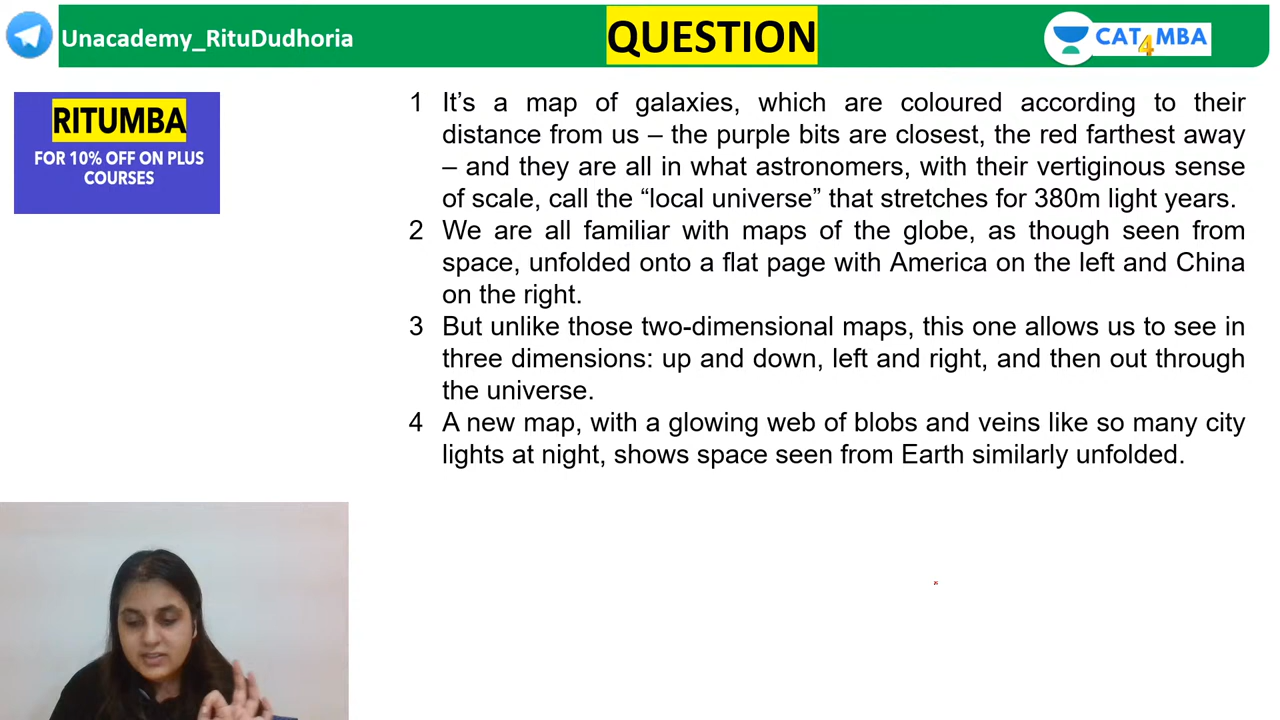 Unacademy_RituDudhoria
QUESTION
CAT4MBA
RITUMBA
FOR 10% OFF ON PLUS
COURSES
1 It’s a map of galaxies, which are coloured according to their
distance from us – the purple bits are closest, the red farthest away
– and they are all in what astronomers, with their vertiginous sense
of scale, call the “local universe” that stretches for 380m light years.
2 We are all familiar with maps of the globe, as though seen from
space, unfolded onto a flat page with America on the left and China
on the right.
3 But unlike those two-dimensional maps, this one allows us to see in
three dimensions: up and down, left and right, and then out through
the universe.
4 A new map, with a glowing web of blobs and veins like so many city
lights at night, shows space seen from Earth similarly unfolded.